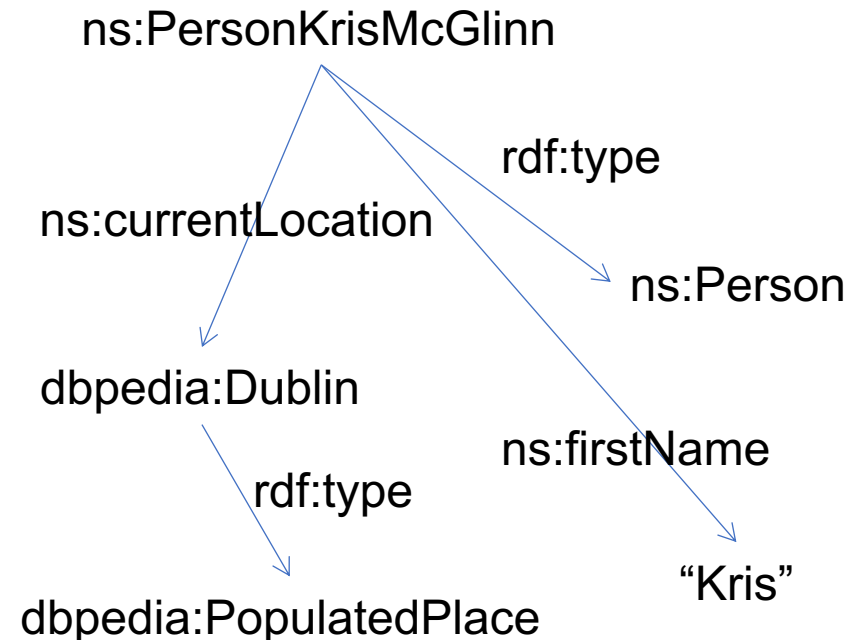 ns:PersonKrisMcGlinn
rdf:type
ns:currentLocation
ns:Person
dbpedia:Dublin
ns:firstName
rdf:type
“Kris”
dbpedia:PopulatedPlace